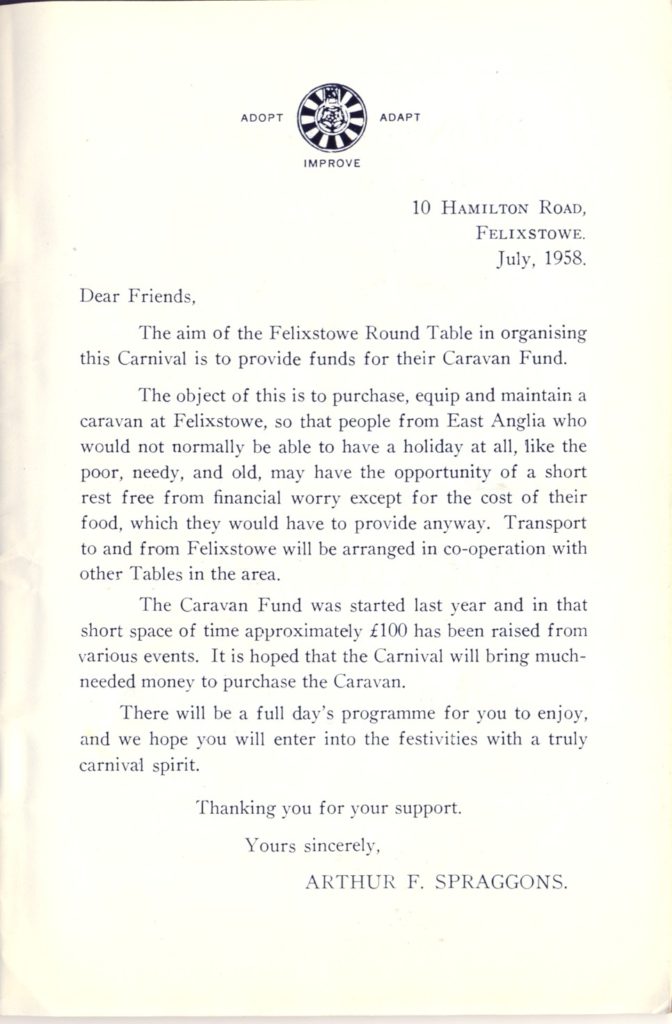 ADOPT ADAPT
IMPROVE
10 HAMILTON ROAD,
FELIXSTOWE.
July, 1958.
Dear Friends,
The aim of the Felixstowe Round Table in organising
this Carnival is to provide funds for their Caravan Fund.
The object of this is to purchase, equip and maintain a
caravan at Felixstowe, so that people from East Anglia who
would not normally be able to have a holiday at all, like the
poor, needy, and old, may have the opportunity of a short
rest free from financial worry except for the cost of their
food, which they would have to provide anyway. Transport
to and from Felixstowe will be arranged in co-operation with
other Tables in the area.
The Caravan Fund was started last year and in that
short space of time approximately £100 has been raised from
various events. It is hoped that the Carnival will bring much-
needed money to purchase the Caravan.
There will be a full day's programme for you to enjoy,
and we hope you will enter into the festivities with a truly
carnival spirit.
Thanking you for your support.
Yours sincerely,
ARTHUR F. SPRAGGONS.